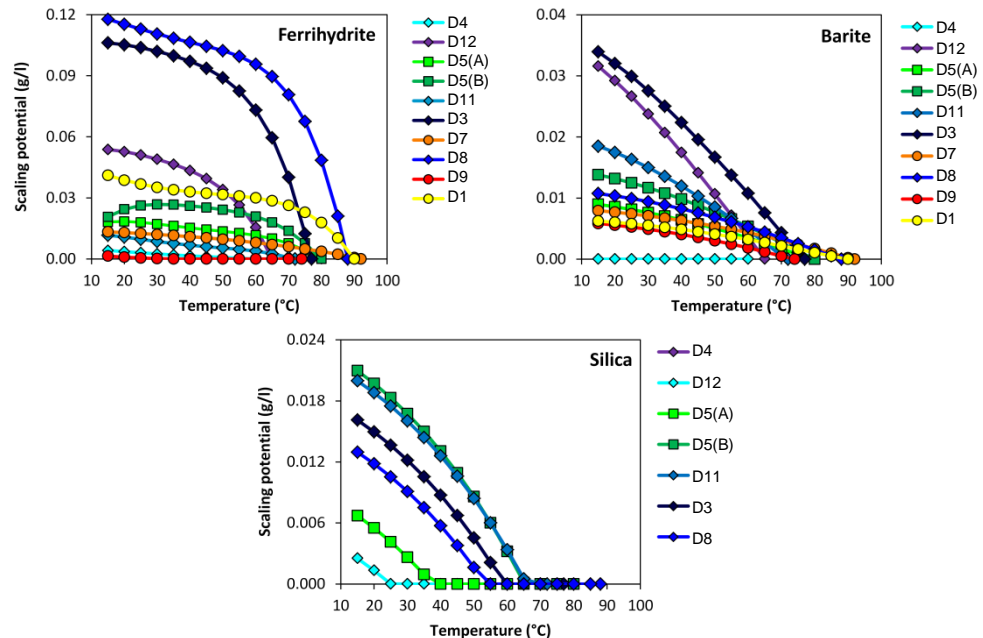 Ferrihydrite
Scaling potential (g/l)
0.12
0.09
0.06
0.03
0.00
10 20 30 40 50 60 70 80 90 100
Temperature (°C)
D4
D12
D5(A)
D5(B)
D11
D3
D7
D8
D9
D1
Barite
Scaling potential (g/l)
0.04
0.03
0.02
0.01
0.00
10 20 30 40 50 60 70 80 90 100
Temperature (°C)
D4
D12
D5(A)
D5(B)
D11
D3
D7
D8
D9
D1
Silica
Scaling potential (g/l)
0.024
0.018
0.012
0.006
0.000
10 20 30 40 50 60 70 80 90 100
Temperature (°C)
D4
D12
D5(A)
D5(B)
D11
D3
D8